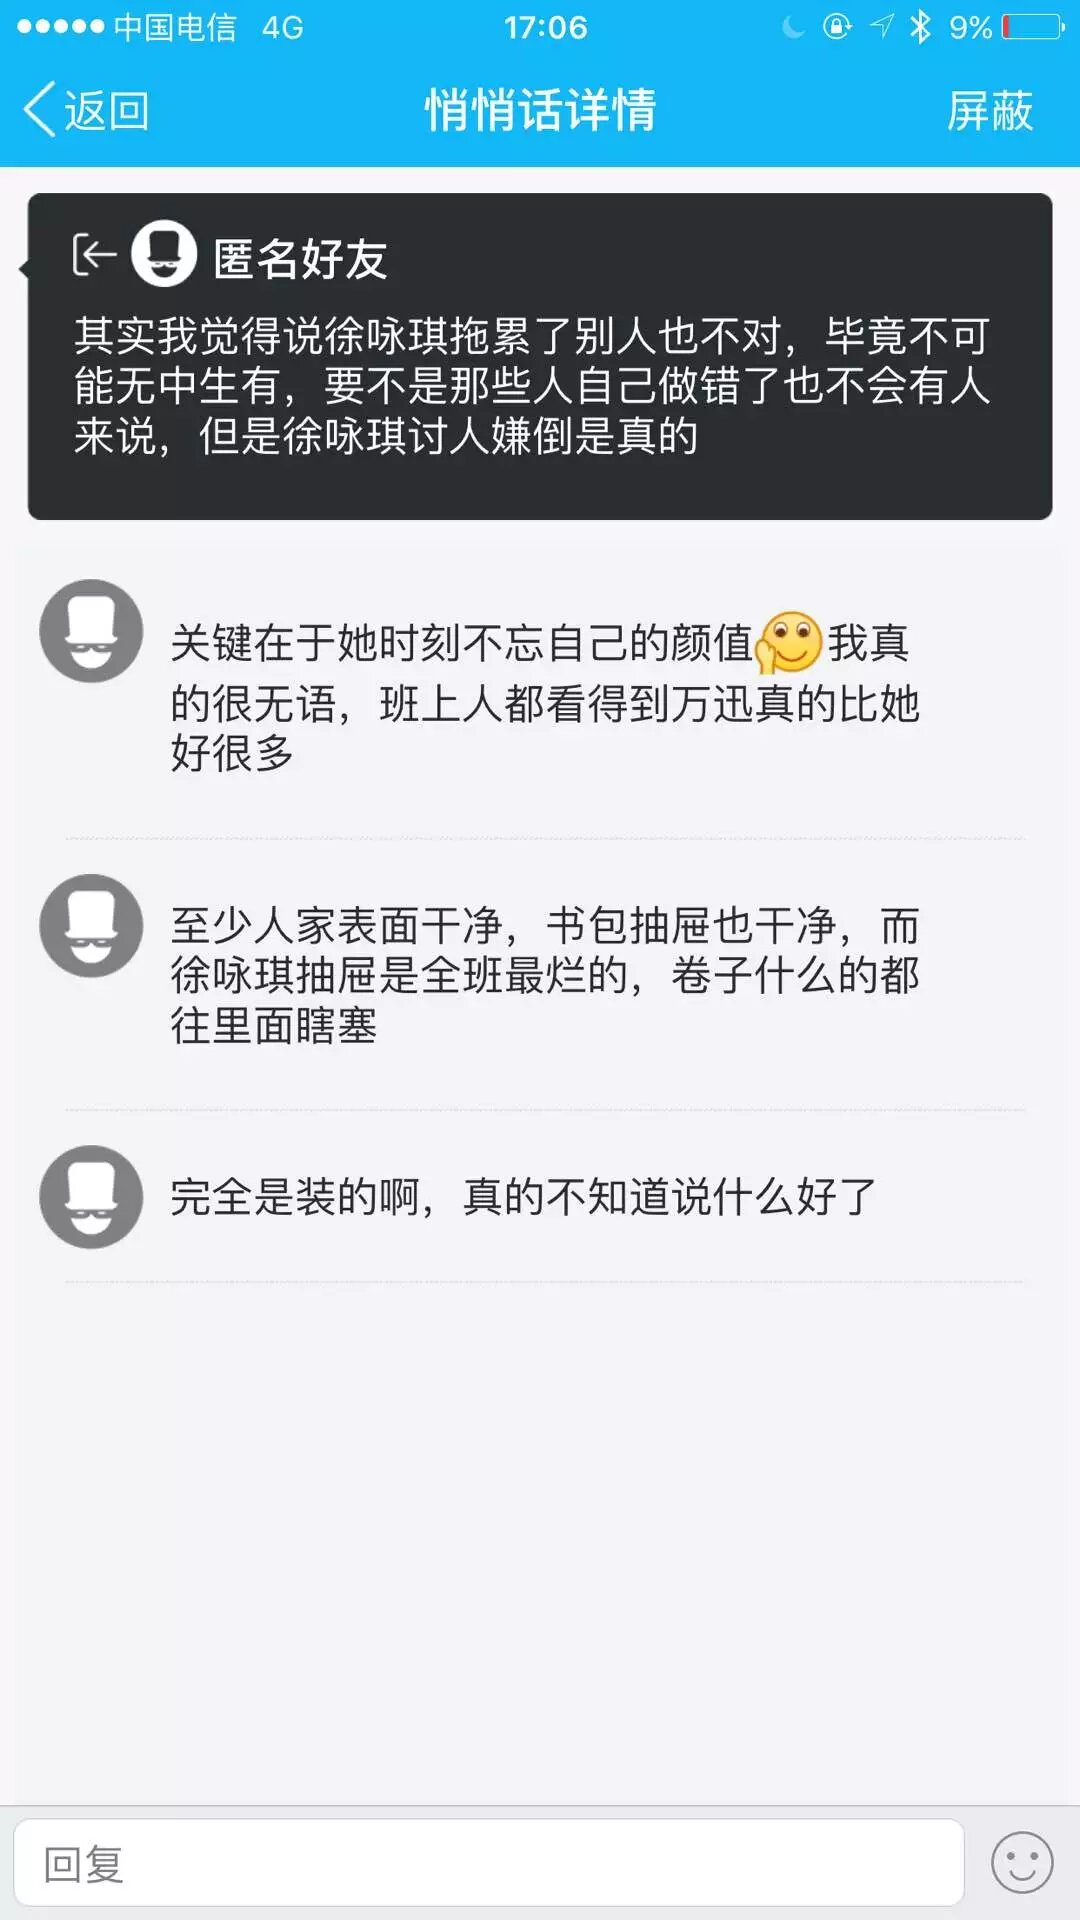 中国电信 4G 17:06 9%
返回 悄悄话详情 屏蔽
匿名好友
其实我觉得说徐咏琪拖累了别人也不对，毕竟不可
能无中生有，要不是那些人自己做错了也不会有人
来说，但是徐咏琪讨人嫌倒是真的
关键在于她时刻不忘自己的颜值我真
的很无语，班上人都看得到万迅真的比她
好很多
至少人家表面干净，书包抽屉也干净，而
徐咏琪抽屉是全班最烂的，卷子什么的都
往里面瞎塞
完全是装的啊，真的不知道说什么好了
回复